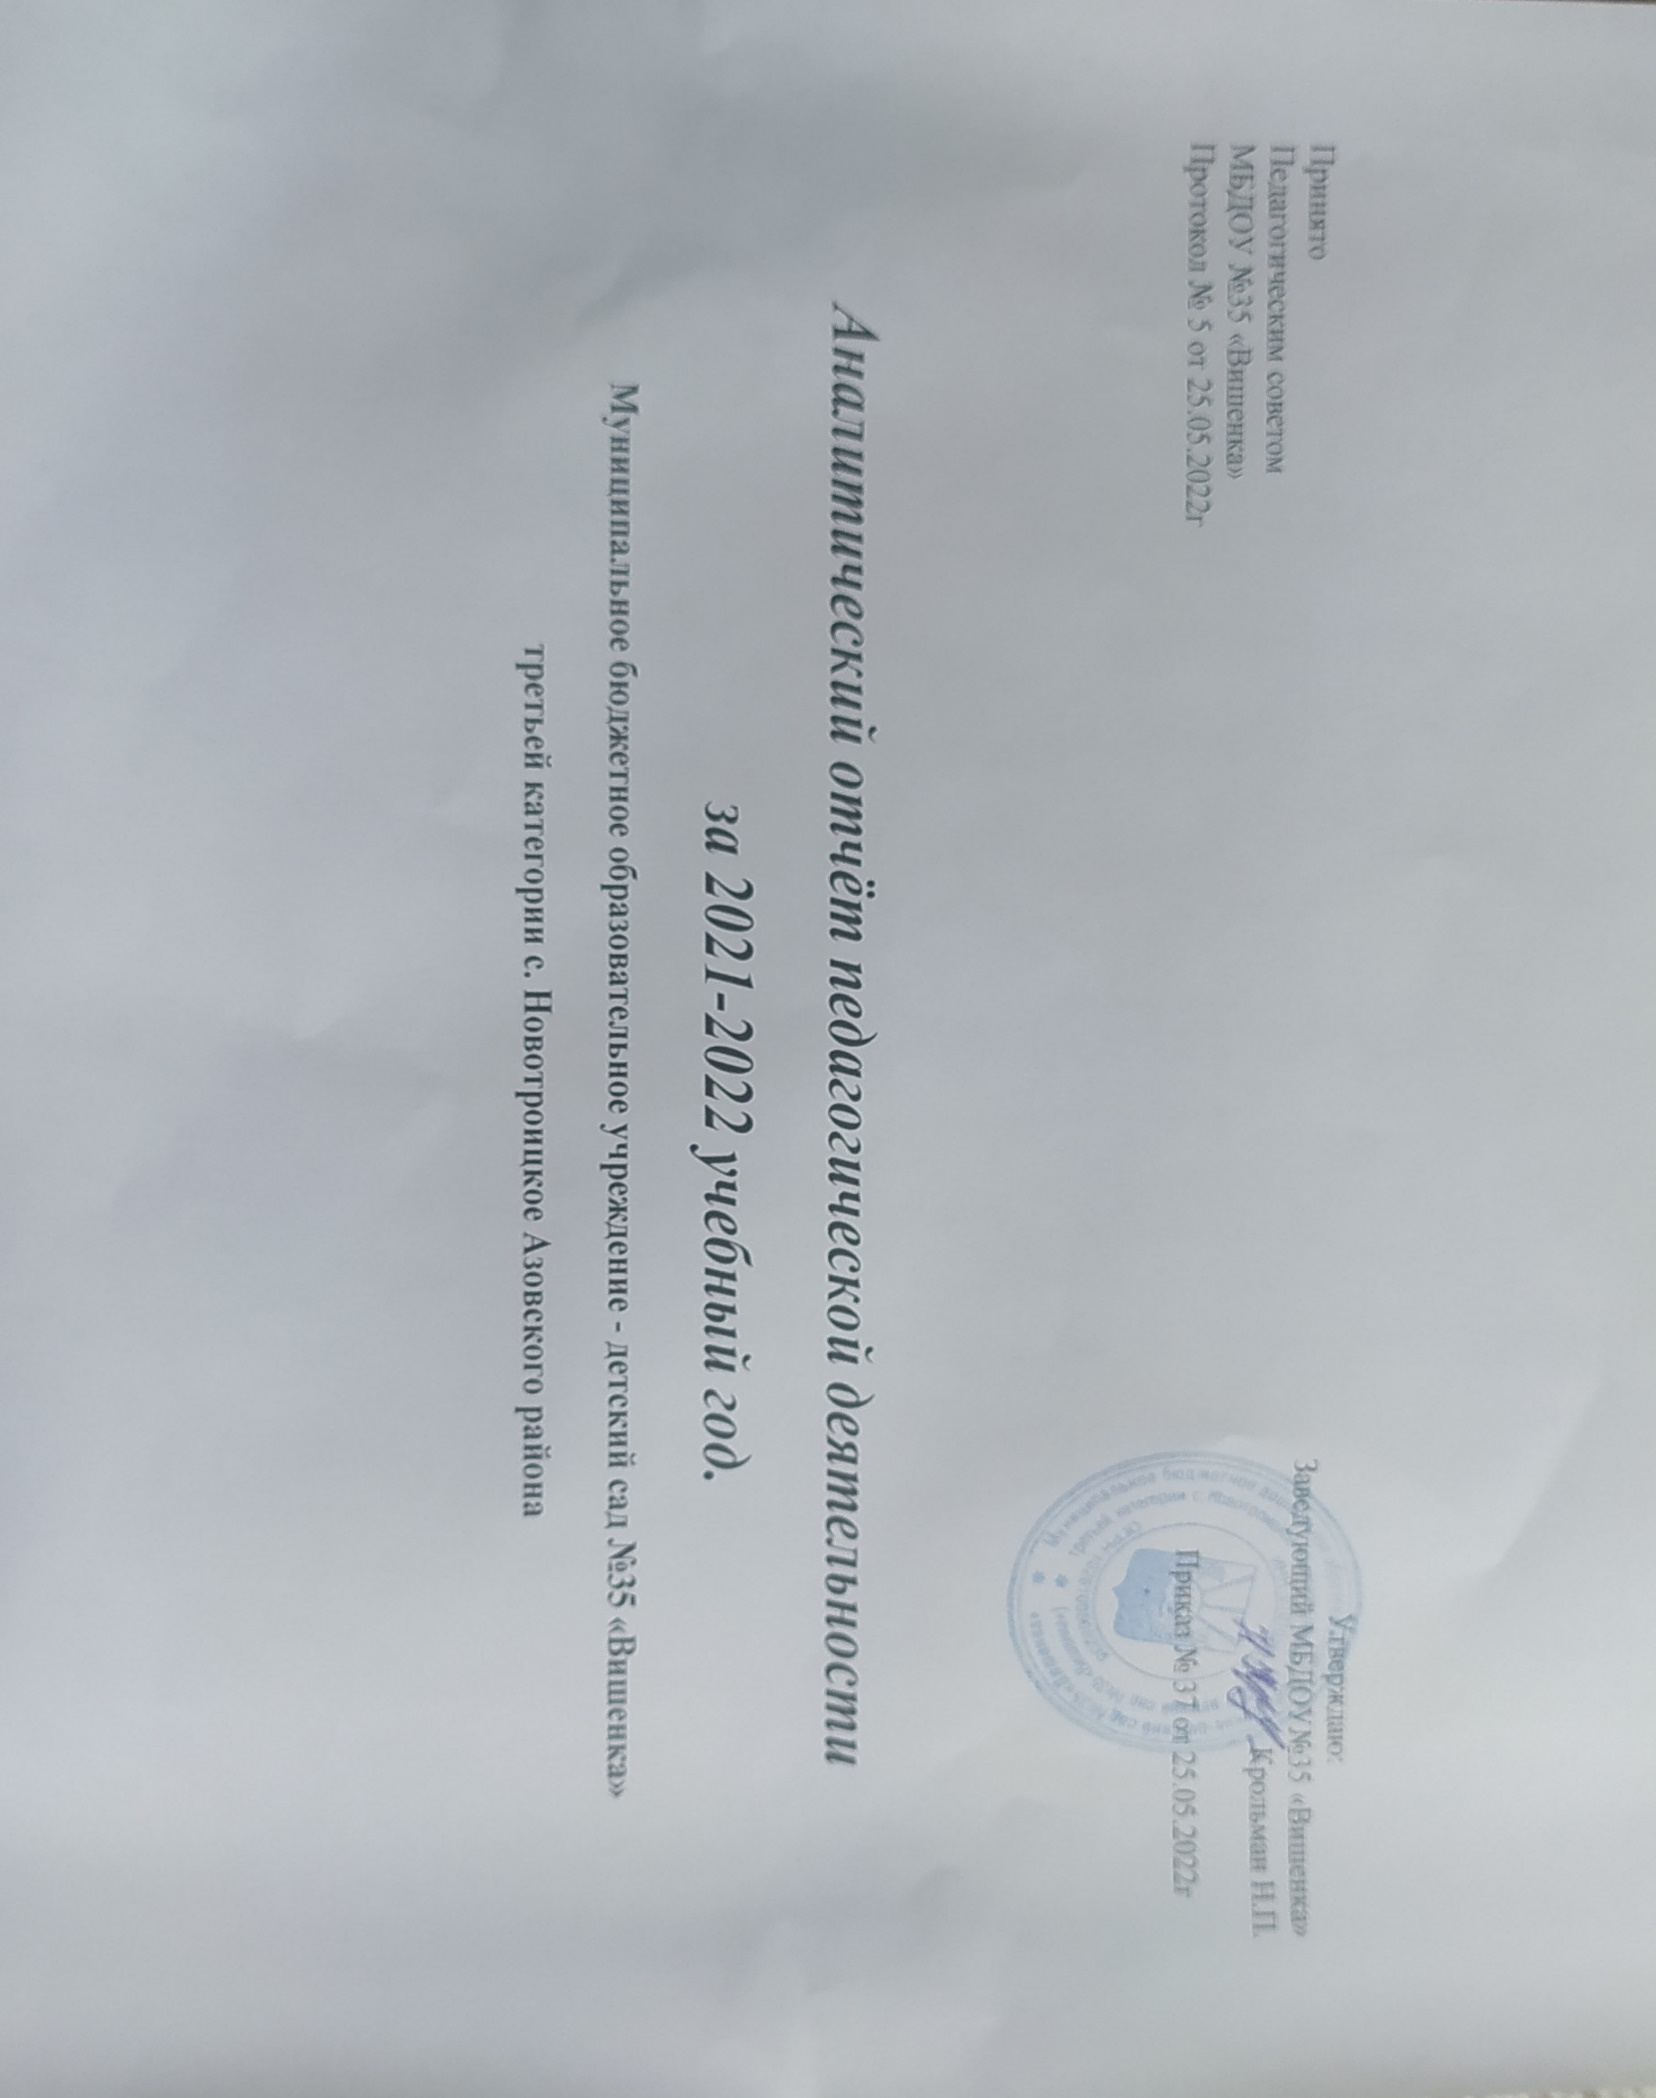 Принято
Педагогическим советом
МБДОУ №35 «Вишенка»
Протокол № 5 от 25.05.2022г
Утверждаю:
Заведующий МБДОУ№35 «Вишенка»
Крольман Н.П.
Приказ № 37 от 25.05.2022г
Аналитический отчёт педагогической деятельности
за 2021-2022 учебный год.
Муниципальное бюджетное образовательное учреждение - детский сад №35 «Вишенка»
третьей категории с. Новотроицкое Азовского района